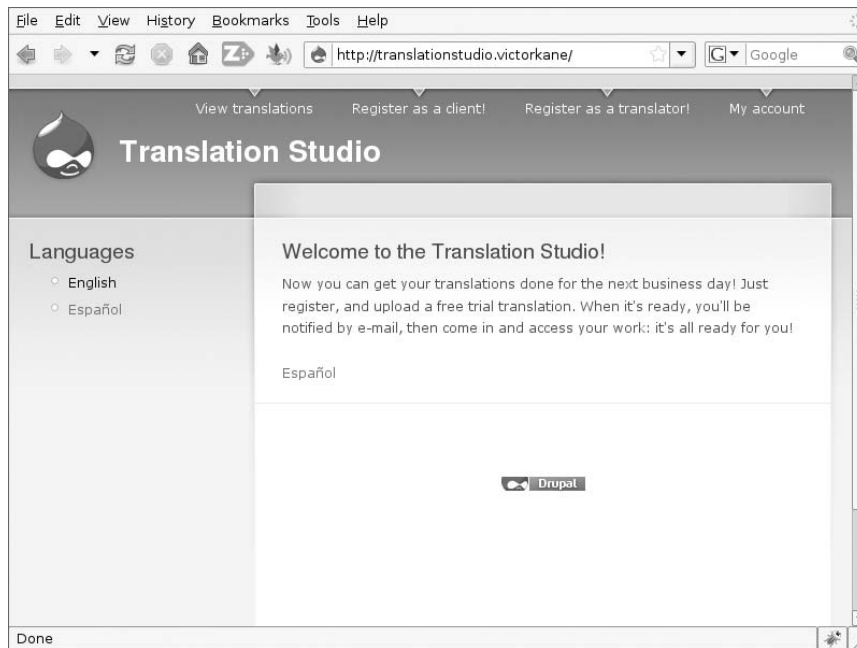 File Edit View History Bookmarks Tools Help
http://translationstudio.victorkane/ G Google
View translations Register as a client! Register as a translator! My account
Translation Studio
Languages
English
Español
Welcome to the Translation Studio!
Now you can get your translations done for the next business day! Just
register, and upload a free trial translation. When it's ready, you'll be
notified by e-mail, then come in and access your work: it's all ready for you!
Español
Drupal
Done